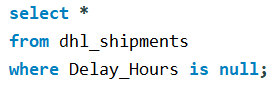 select *
from dhl_shipments
where Delay_Hours is null;